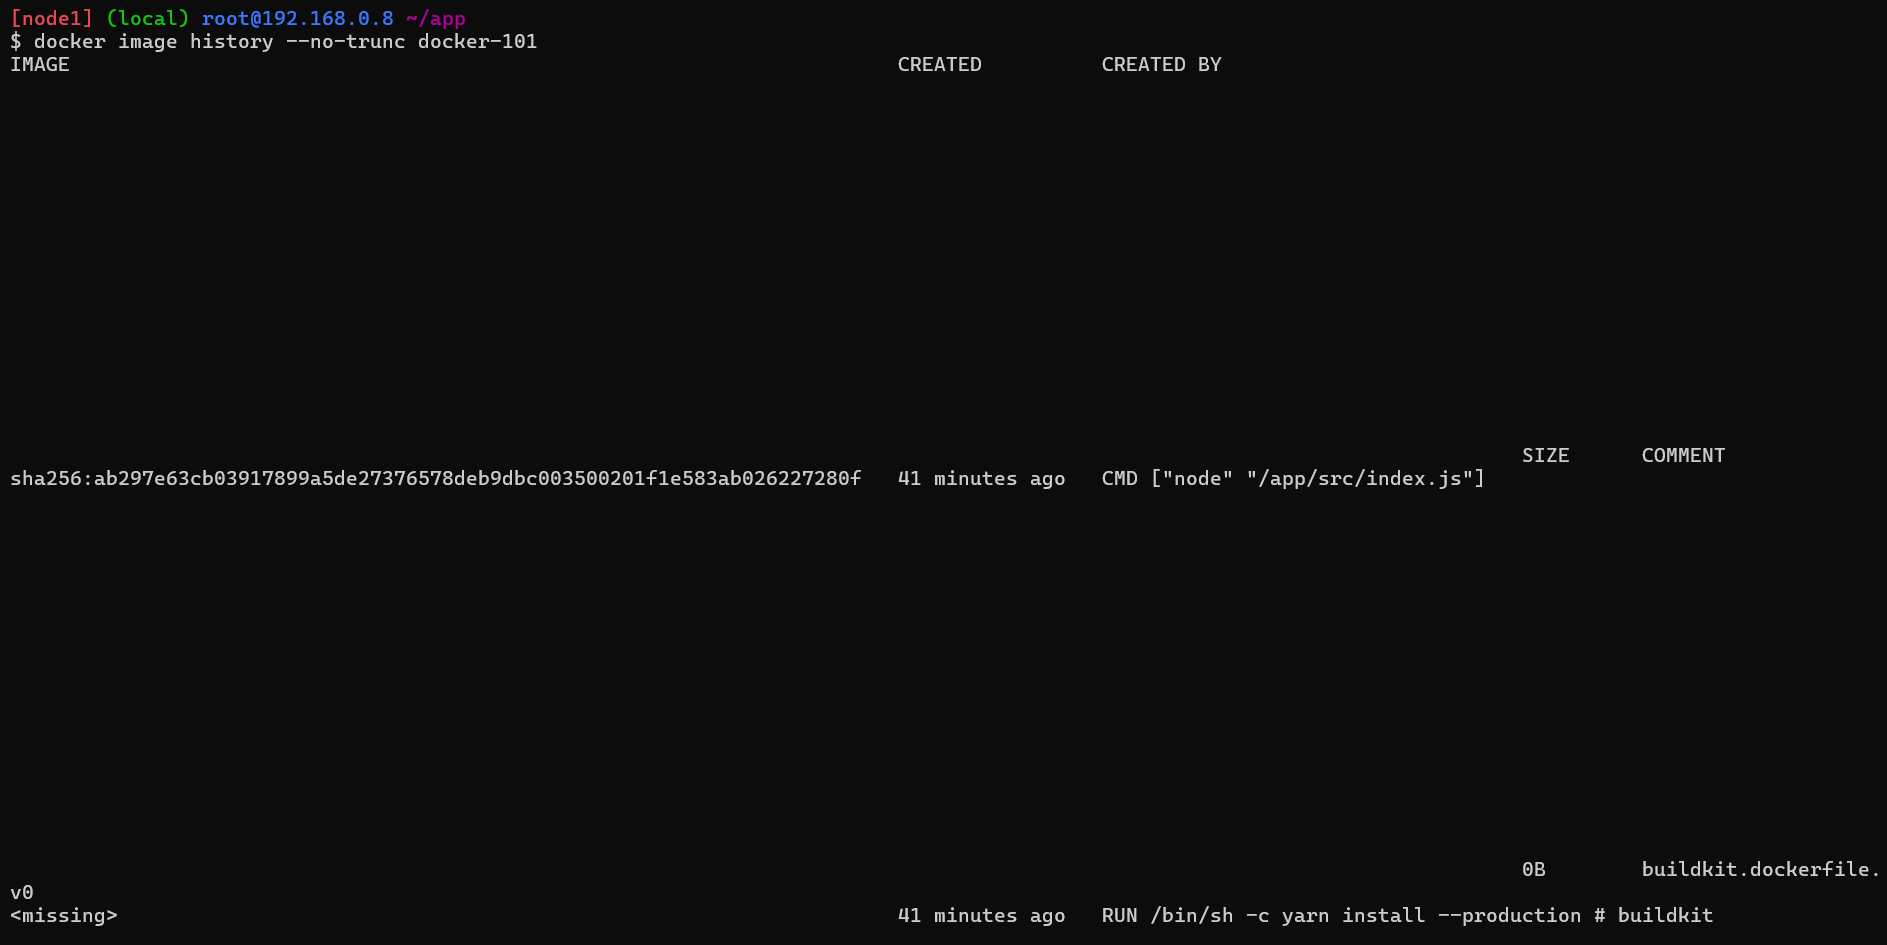 [node1] (local) root@192.168.0.8 ~/app
$ docker image history --no-trunc docker-101
IMAGE CREATED CREATED BY
SIZE COMMENT
sha256:ab297e63cb03917899a5de27376578deb9dbc003500201f1e583ab026227280f 41 minutes ago CMD ["node" "/app/src/index.js"]
0B buildkit.dockerfile.
v0
<missing> 41 minutes ago RUN /bin/sh -c yarn install --production # buildkit